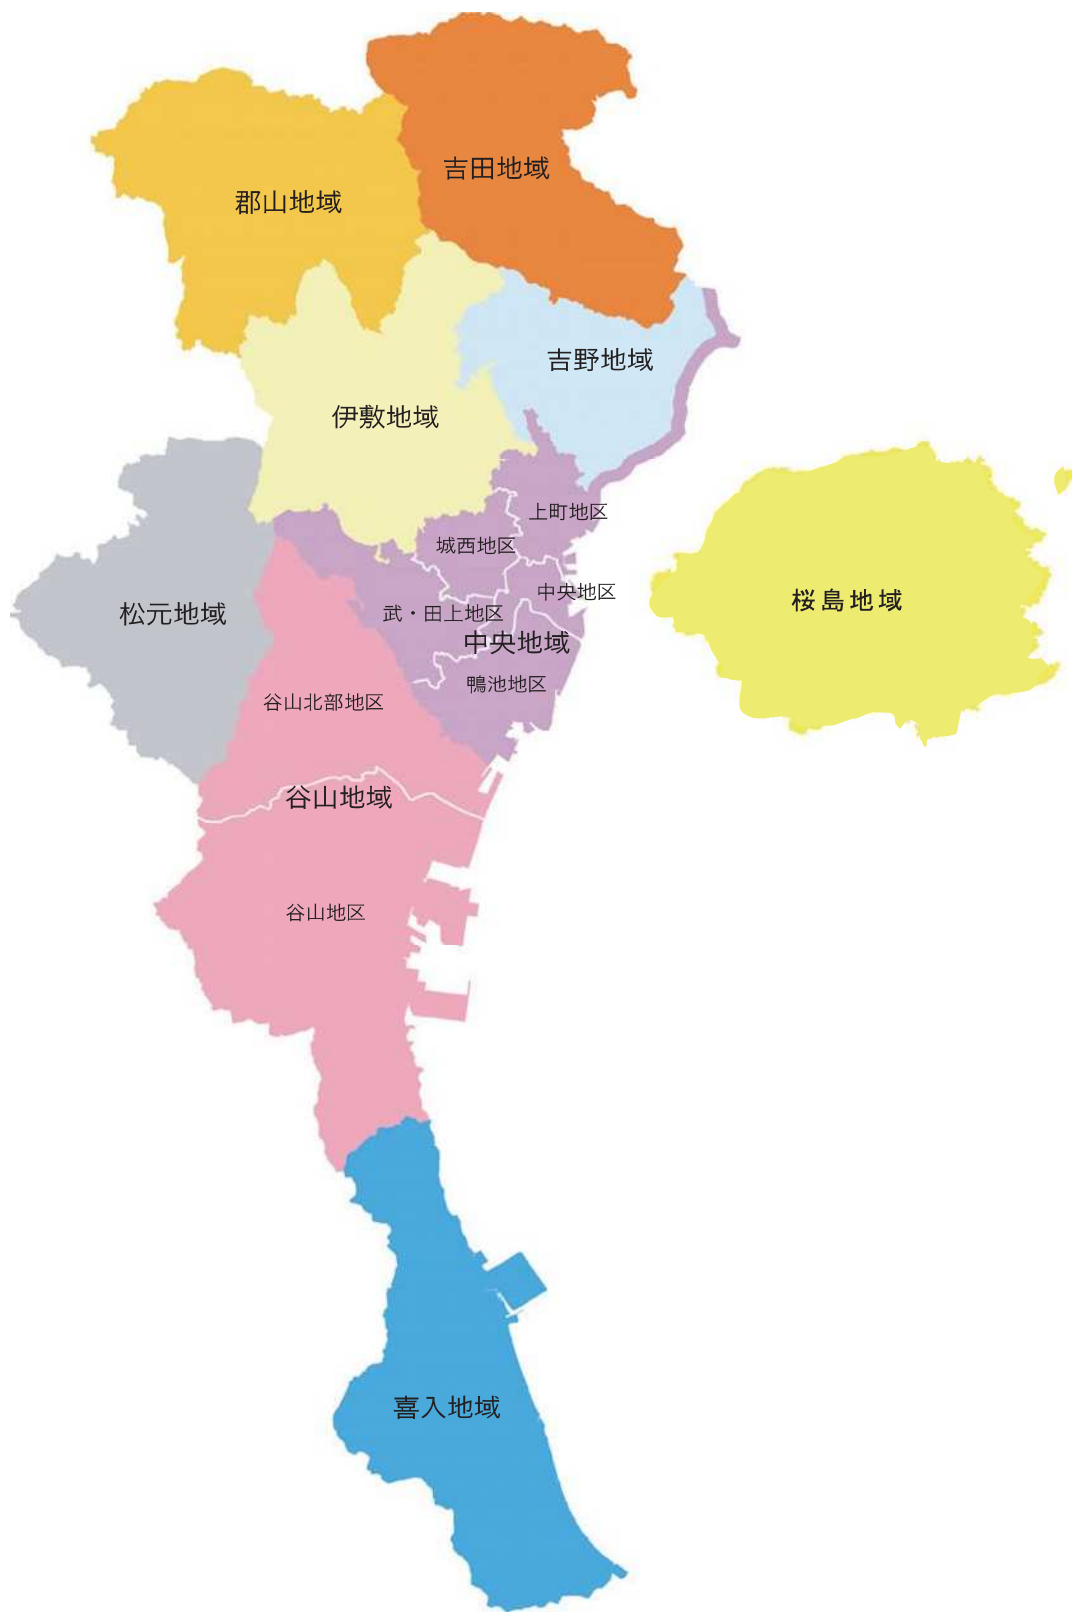 吉田地域
郡山地域
吉野地域
伊敷地域
上町地区
城西地区
中央地区
桜島地域
松元地域
武・田上地区
中央地域
鴨池地区
谷山北部地区
谷山地域
谷山地区
喜入地域